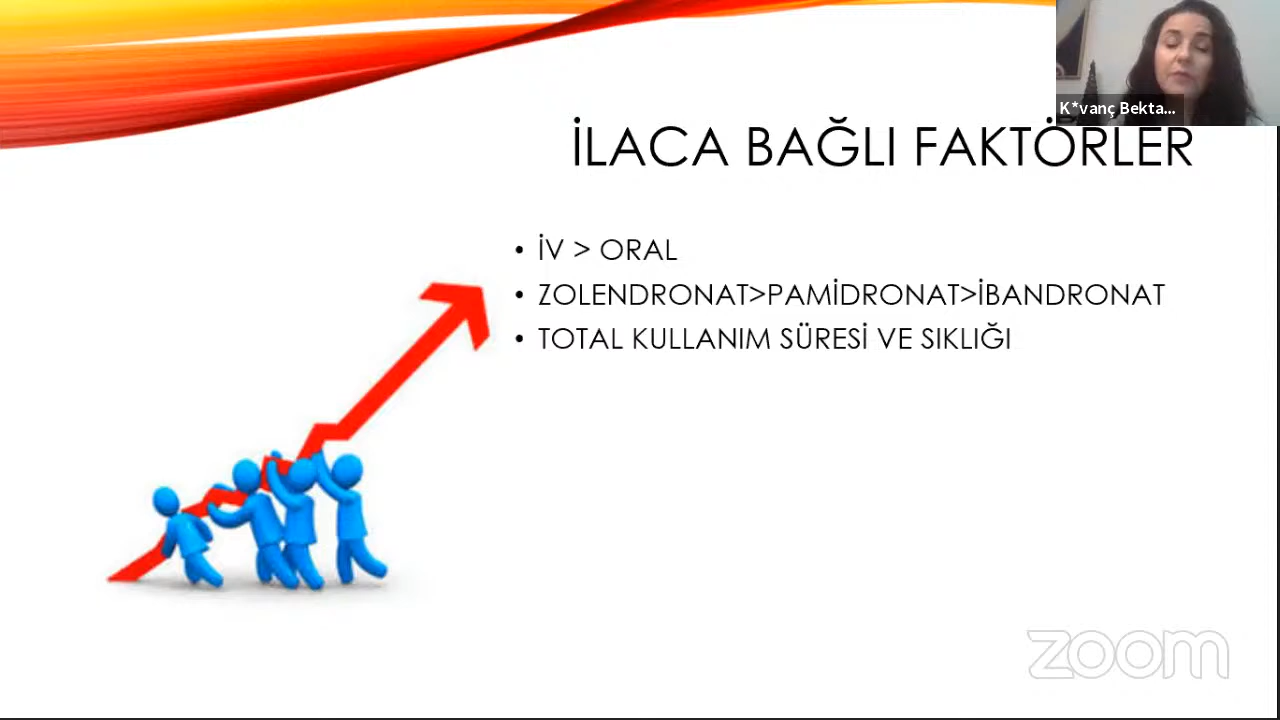 K*vanç Bekta...
İLACA BAĞLI FAKTÖRLER
• İV > ORAL
• ZOLENDRONAT>PAMİDRONAT>İBANDRONAT
• TOTAL KULLANIM SÜRESİ VE SIKLIĞI
zoom